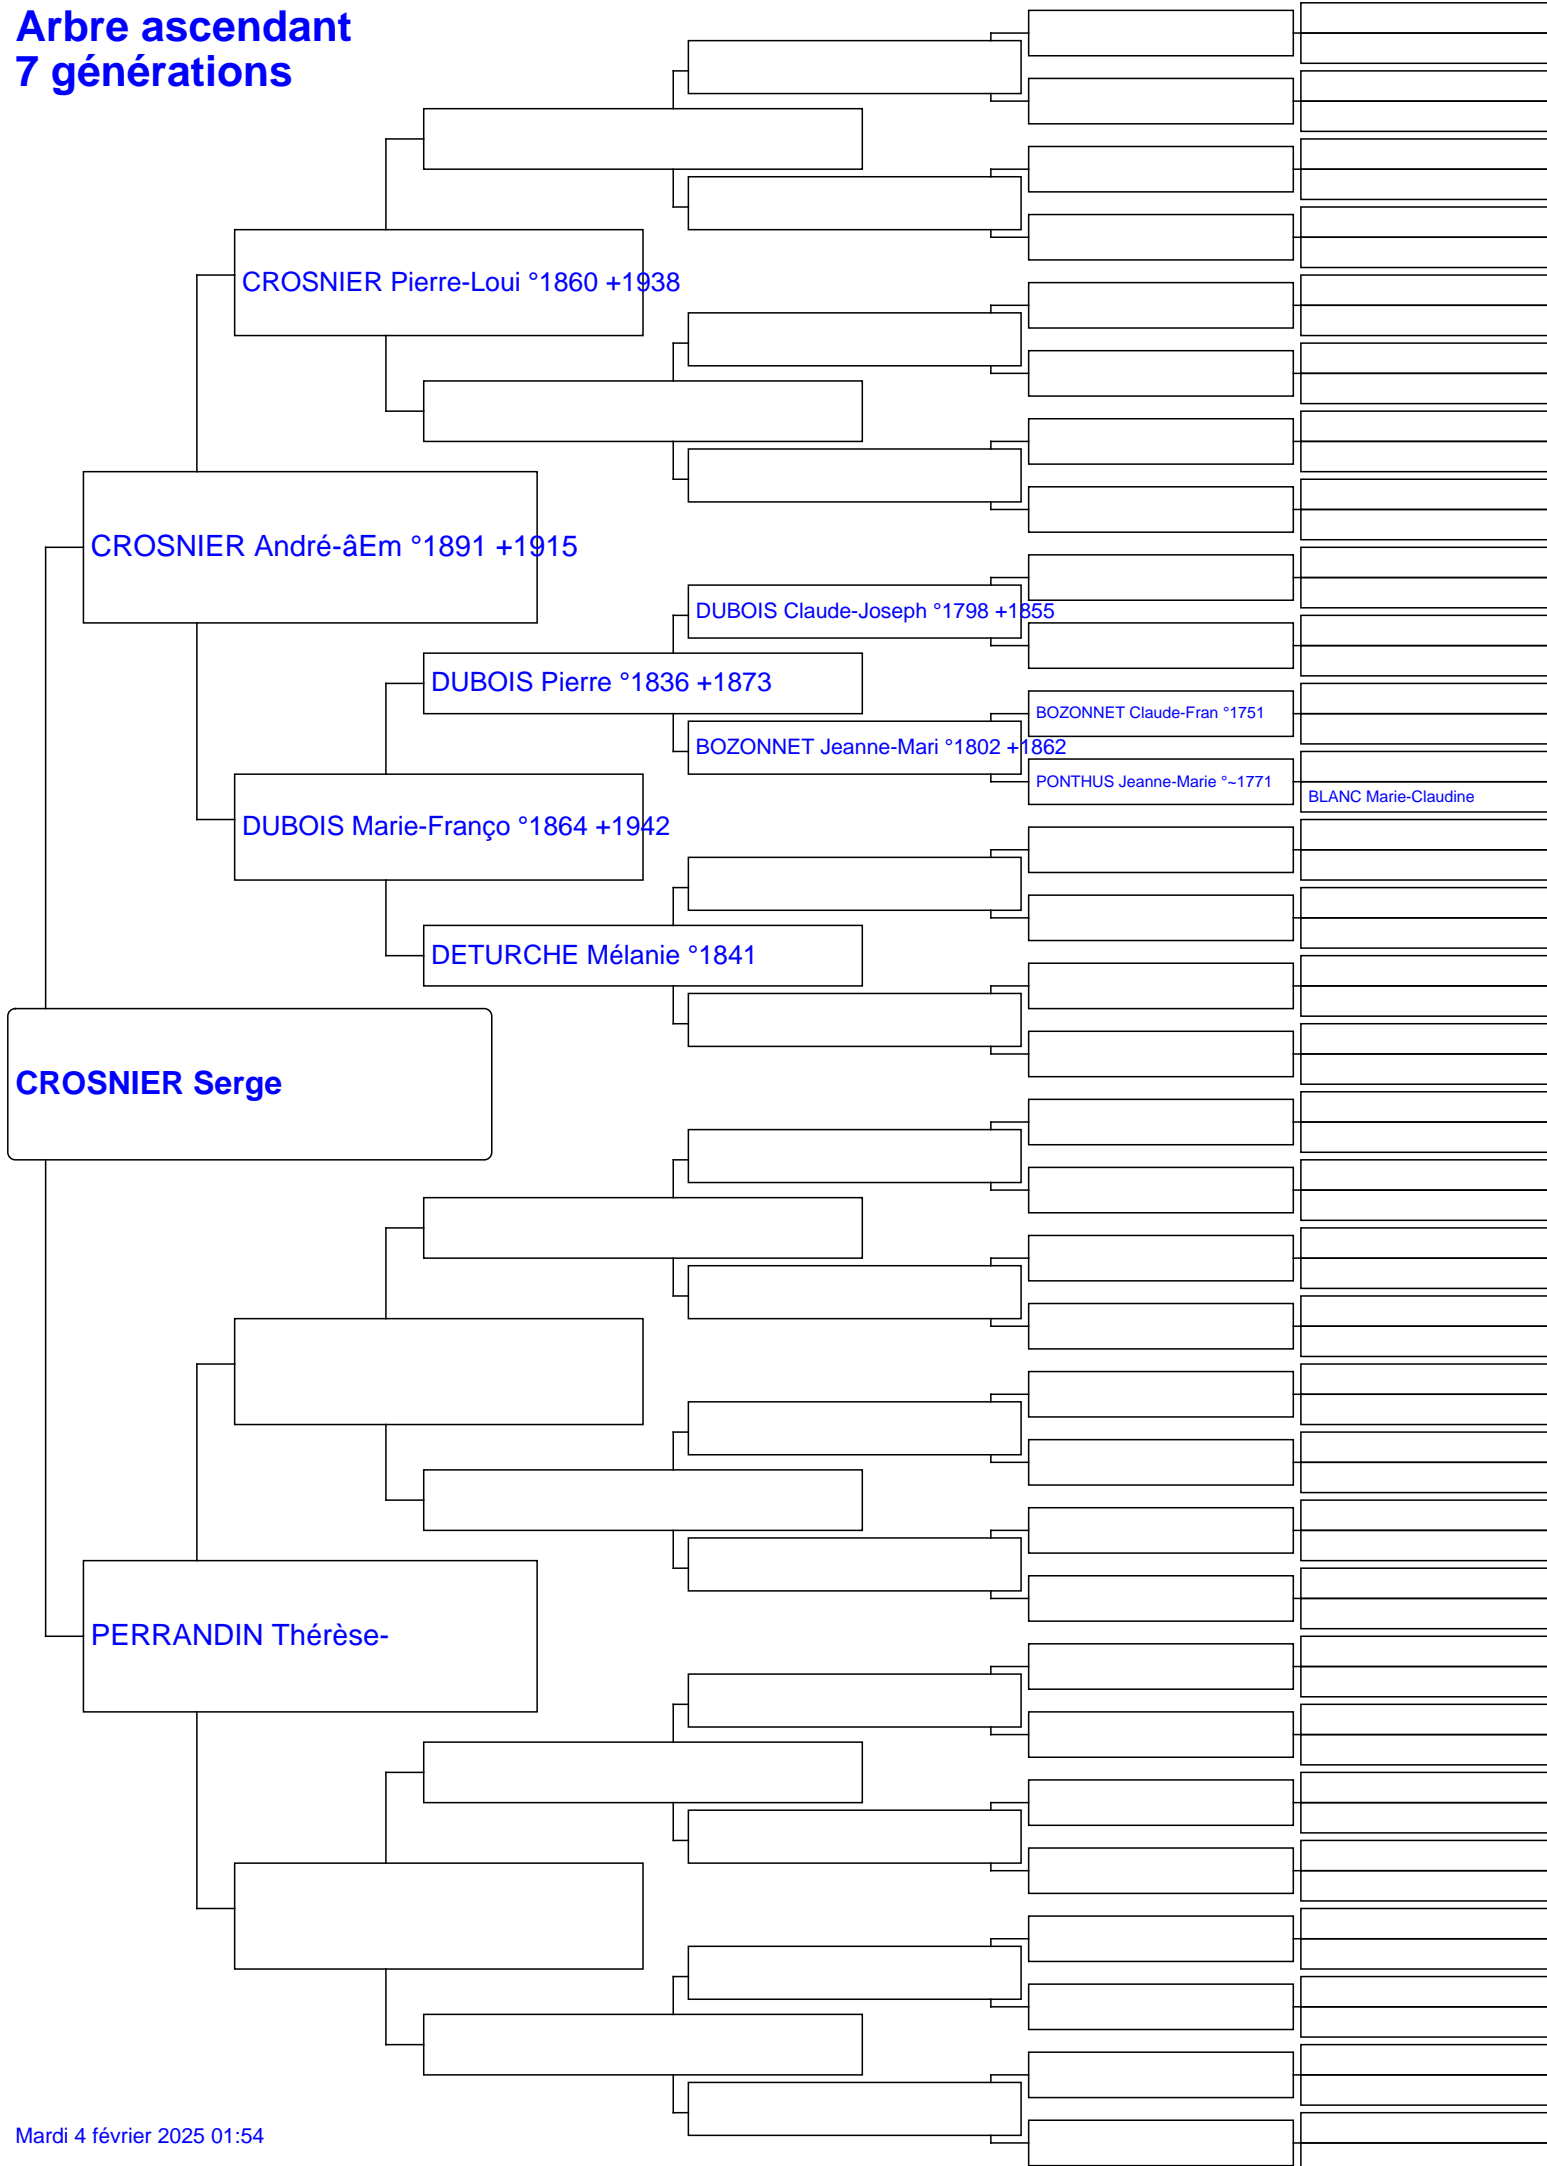 Arbre ascendant
7 générations
CROSNIER Pierre-Loui °1860 +1938
CROSNIER André-âEm °1891 +1915
DUBOIS Claude-Joseph °1798 +1855
DUBOIS Pierre °1836 +1873
BOZONNET Claude-Fran °1751
BOZONNET Jeanne-Mari °1802 +1862
PONTHUS Jeanne-Marie °~1771
BLANC Marie-Claudine
DUBOIS Marie-Franço °1864 +1942
DETURCHE Mélanie °1841
CROSNIER Serge
PERRANDIN Thérèse-
Mardi 4 février 2025 01:54